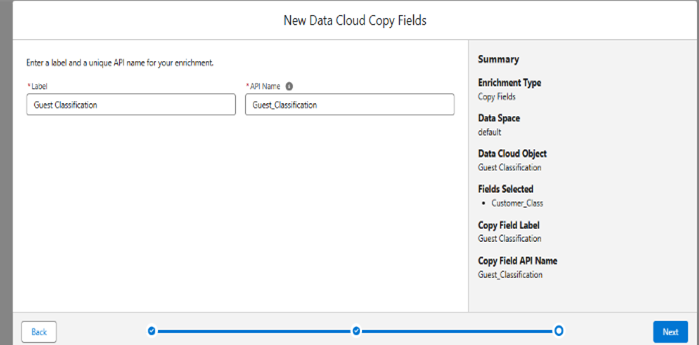 New Data Cloud Copy Fields
Enter a label and a unique API name for your enrichment.
*Label
Guest Classification
*API Name
Guest_Classification
Summary
Enrichment Type
Copy Fields
Data Space
default
Data Cloud Object
Guest Classification
Fields Selected
• Customer_Class
Copy Field Label
Guest Classification
Copy Field API Name
Guest_Classification
Back
Next